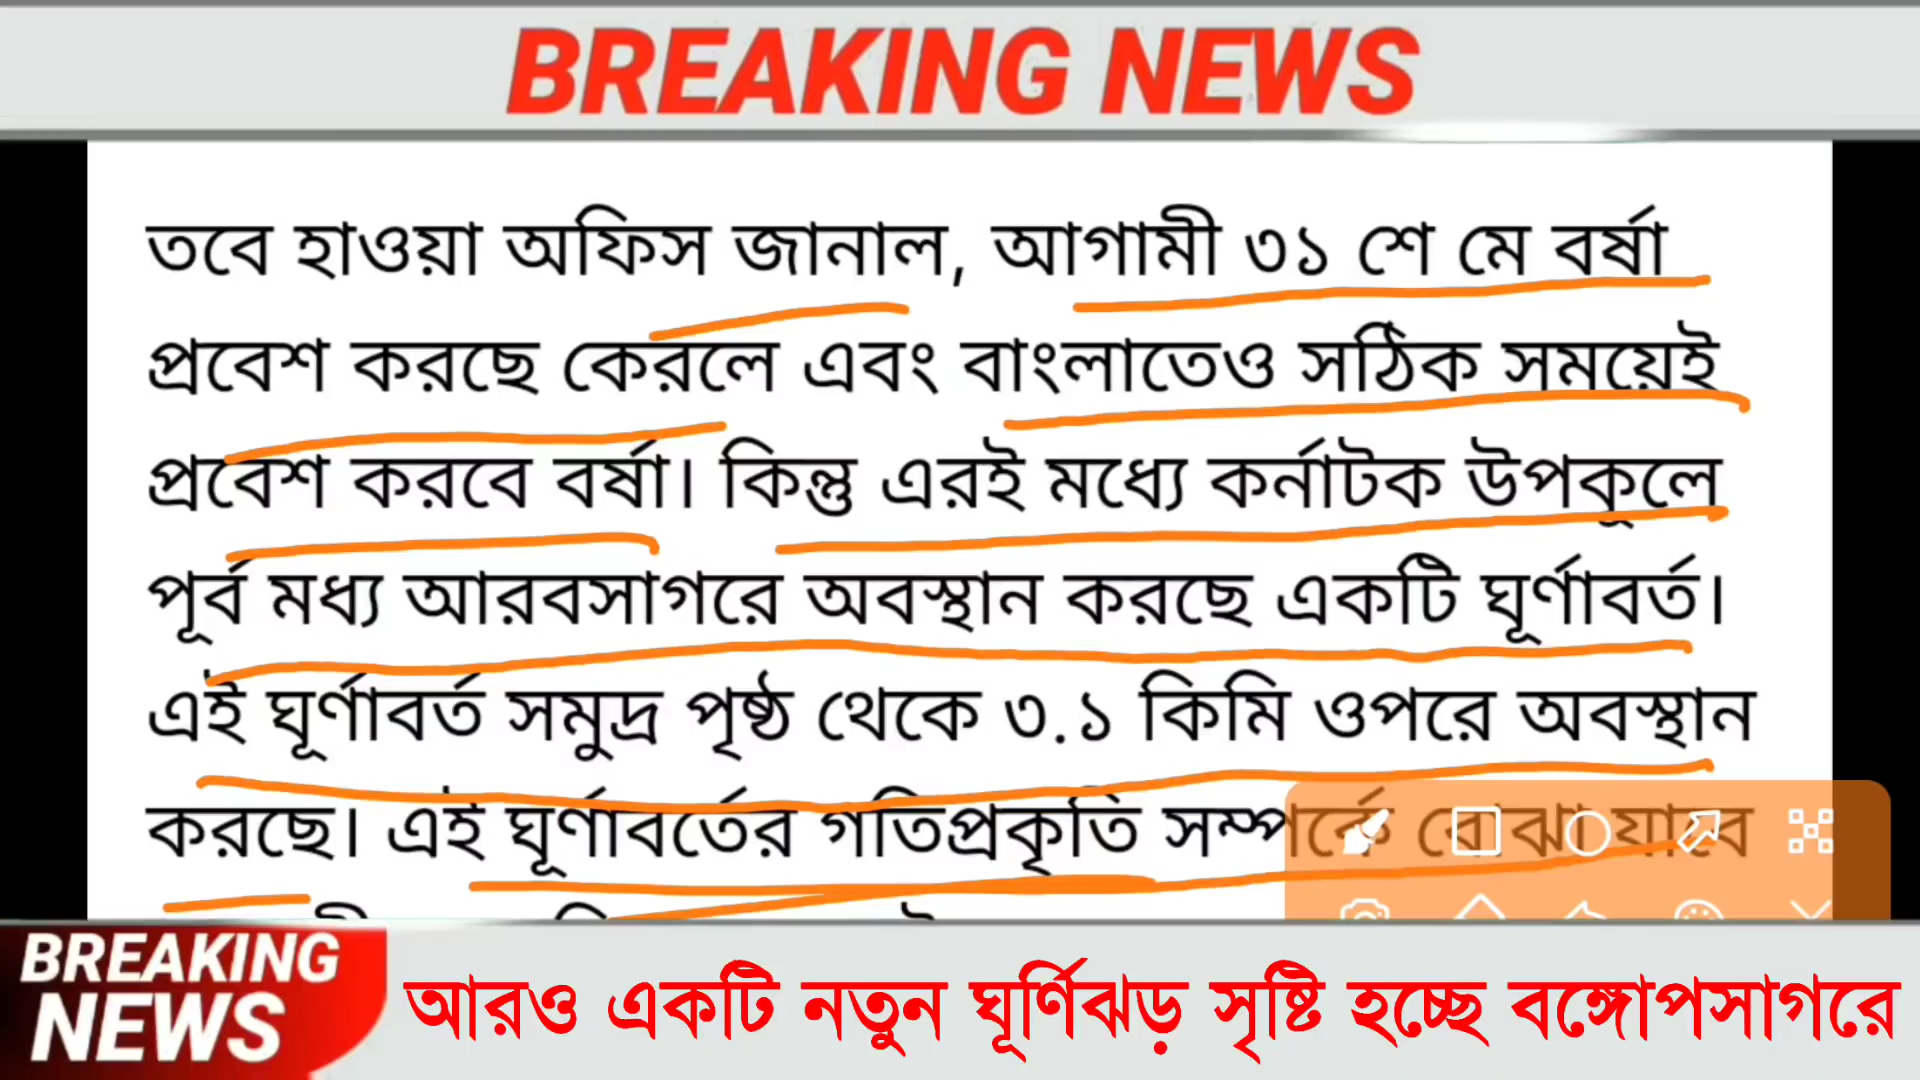 BREAKING NEWS
তবে হাওয়া অফিস জানাল, আগামী ৩১ শে মে বর্ষা
প্রবেশ করছে কেরলে এবং বাংলাতেও সঠিক সময়েই
প্রবেশ করবে বর্ষা। কিন্তু এরই মধ্যে কর্নাটক উপকূলে
পূর্ব মধ্য আরবসাগরে অবস্থান করছে একটি ঘূর্ণাবর্ত।
এই ঘূর্ণাবর্ত সমুদ্র পৃষ্ঠ থেকে ৩.১ কিমি ওপরে অবস্থান
করছে। এই ঘূর্ণাবর্তের গতিপ্রকৃতি সম্পর্কে বোঝা যাবে
BREAKING
NEWS
আরও একটি নতুন ঘূর্ণিঝড় সৃষ্টি হচ্ছে বঙ্গোপসাগরে